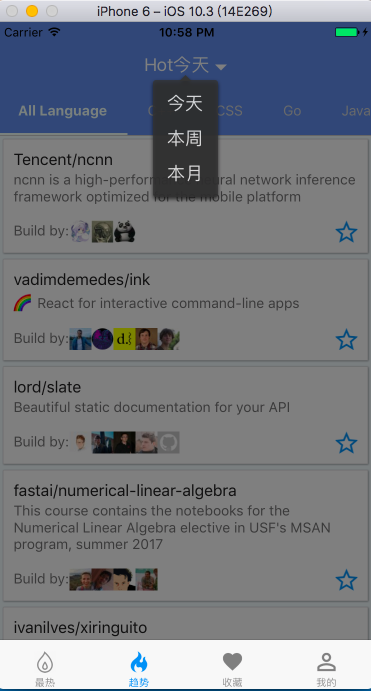 iPhone 6 – iOS 10.3 (14E269)
Carrier 10:58 PM
Hot今天
All Language CSS Go Java
今天
本周
本月
Tencent/ncnn
ncnn is a high-perform ural network inference
framework optimized fo he mobile platform
Build by:
vadimdemedes/ink
🌈 React for interactive command-line apps
Build by:
d.
lord/slate
Beautiful static documentation for your API
Build by:
fastai/numerical-linear-algebra
This course contains the notebooks for the
Numerical Linear Algebra elective in USF's MSAN
program, summer 2017
Build by:
ivanilves/xiringuito
最热 趋势 收藏 我的